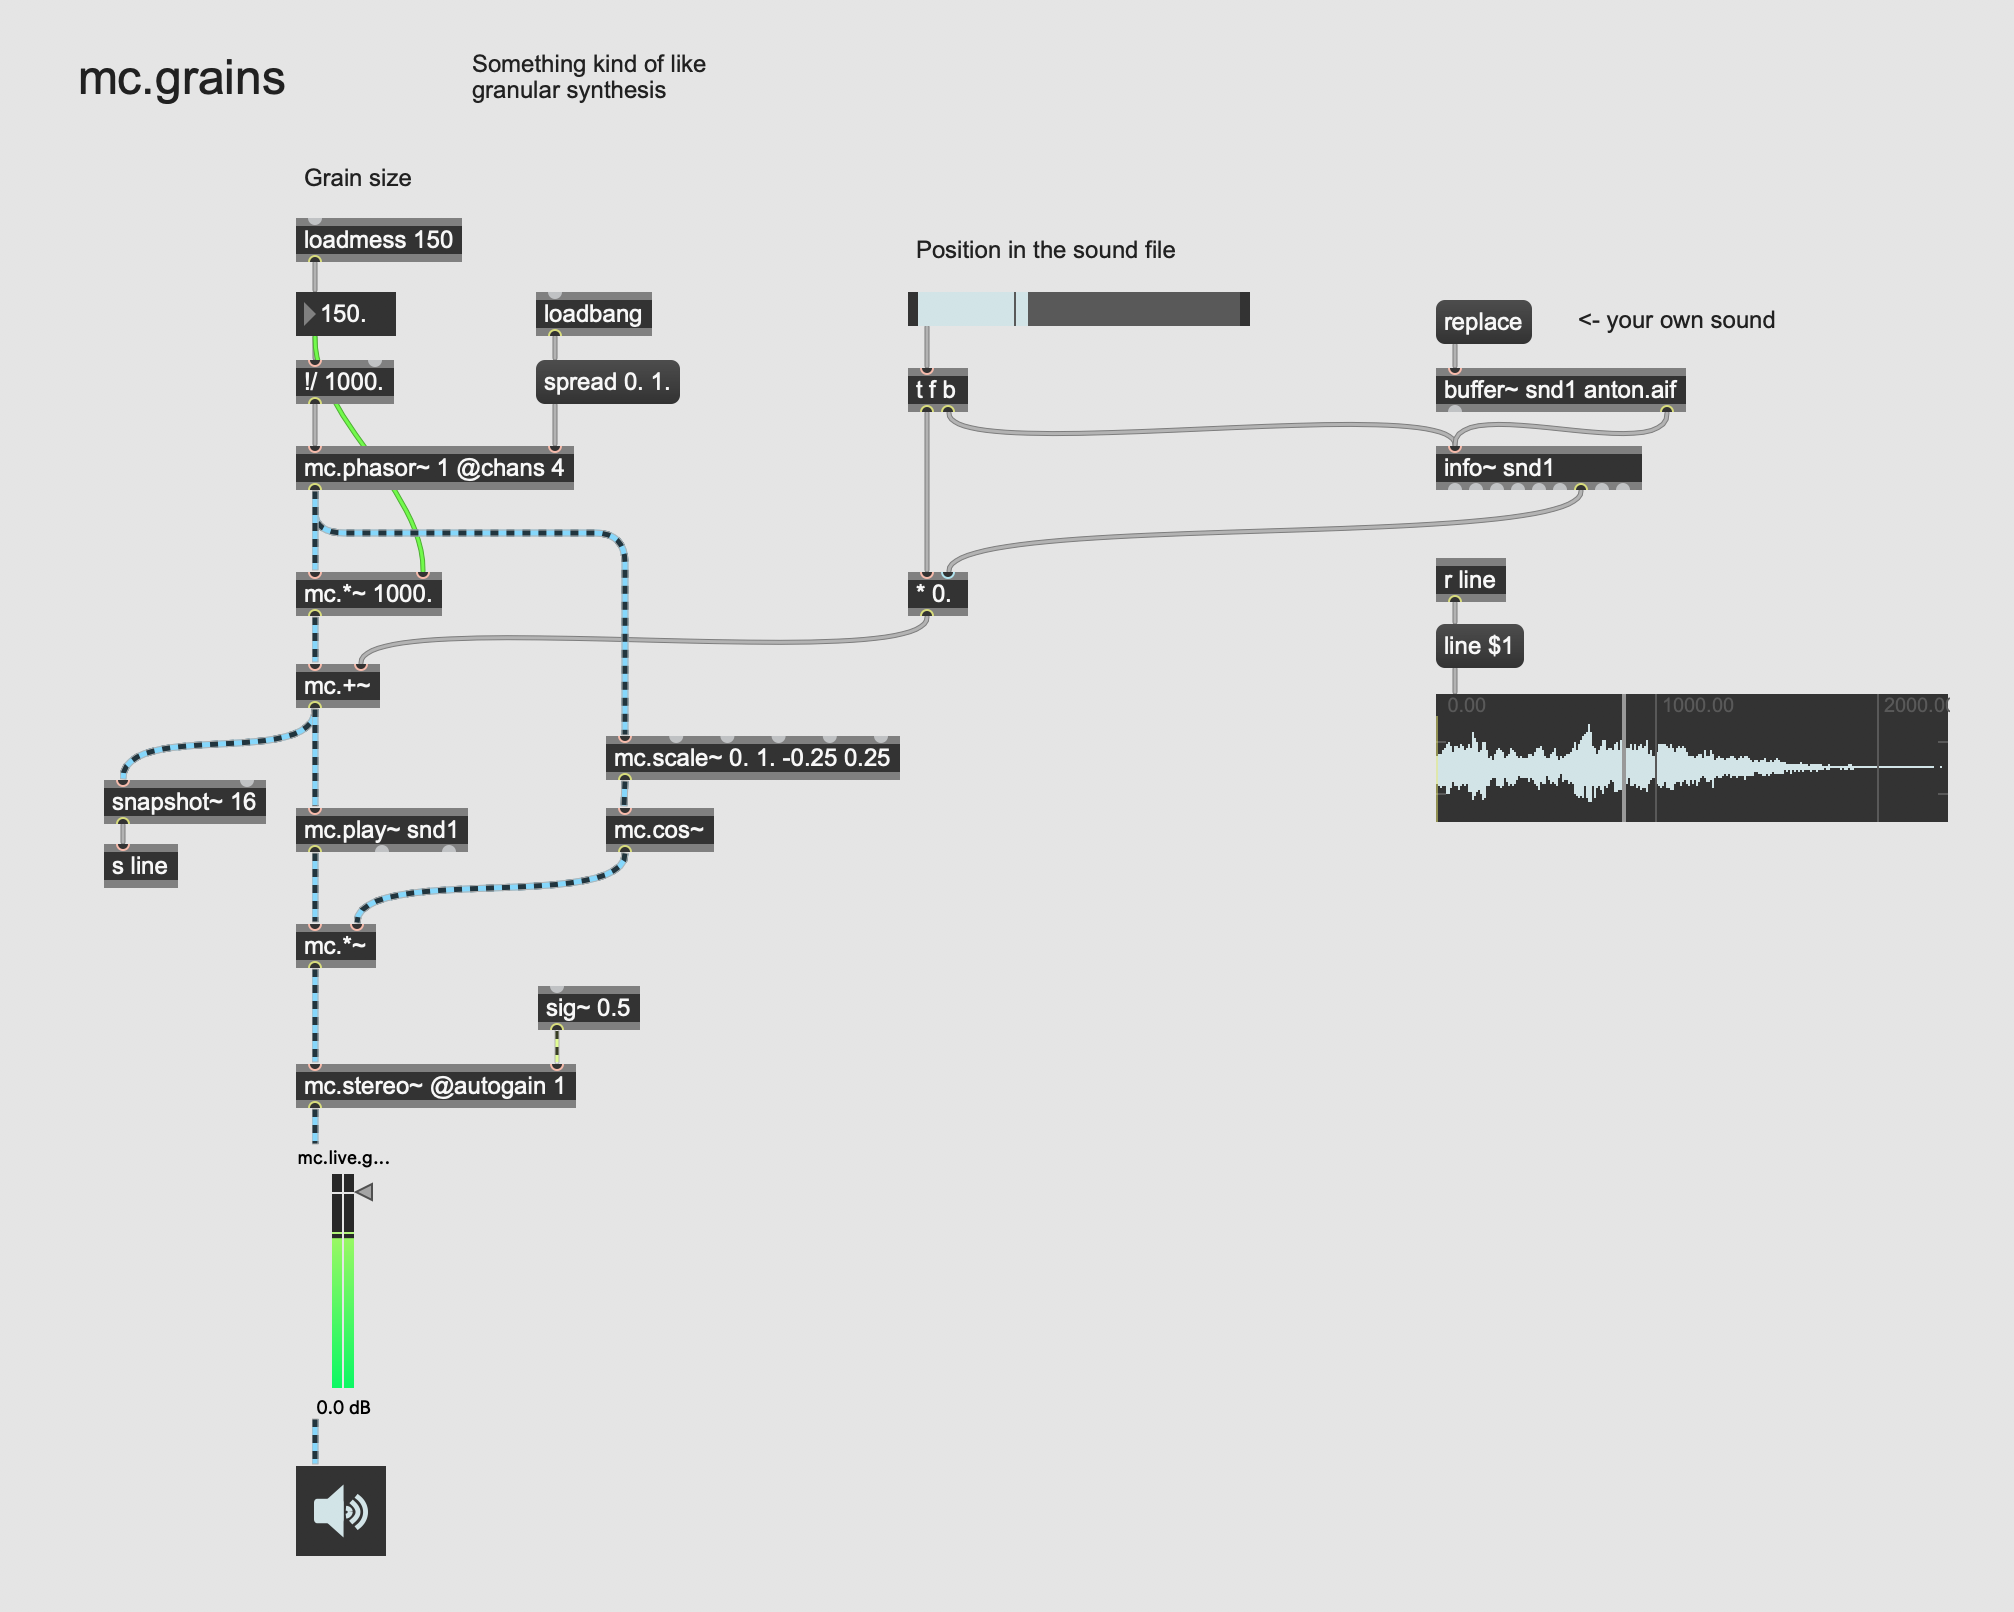 mc.grains
Something kind of like
granular synthesis
Grain size
loadmess 150
150.
!/ 1000.
loadbang
spread 0. 1.
mc.phasor~ 1 @chans 4
mc.*~ 1000.
mc.+~
snapshot~ 16
s line
mc.play~ snd1
mc.scale~ 0. 1. -0.25 0.25
mc.cos~
mc.*~
sig~ 0.5
mc.stereo~ @autogain 1
mc.live.g...
0.0 dB
Position in the sound file
t f b
* 0.
replace
<- your own sound
buffer~ snd1 anton.aif
info~ snd1
r line
line $1
0.00
1000.00
2000.0